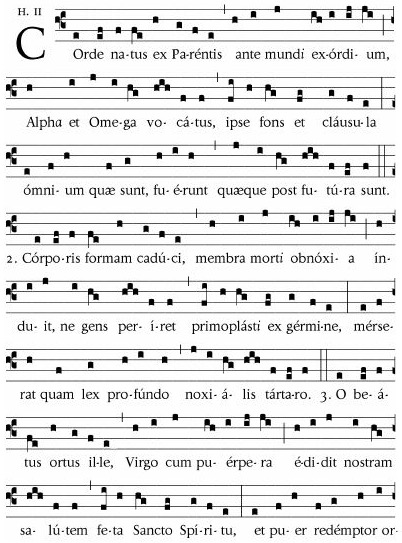 H. II
COrde na-tus ex Paréntis ante mundi ex-órdi-um,
Alpha et Ome-ga vo-cá-tus, ipse fons et cláusu-la
ómni-um quæ sunt, fu-é-runt quæque post fu-tú-ra sunt.
2. Córpo-ris formam cadú-ci, membra morti obnóxi-a ín-
du-it, ne gens per-í-ret primoplásti ex gérmi-ne, mérse-
rat quam lex pro-fúndo noxi-á-lis tárta-ro. 3. O be-á-
tus ortus il-le, Virgo cum pu-érpe-ra é-di-dit nostram
sa-lú-tem fe-ta Sancto Spí-ri-tu, et pu-er redémptor or-